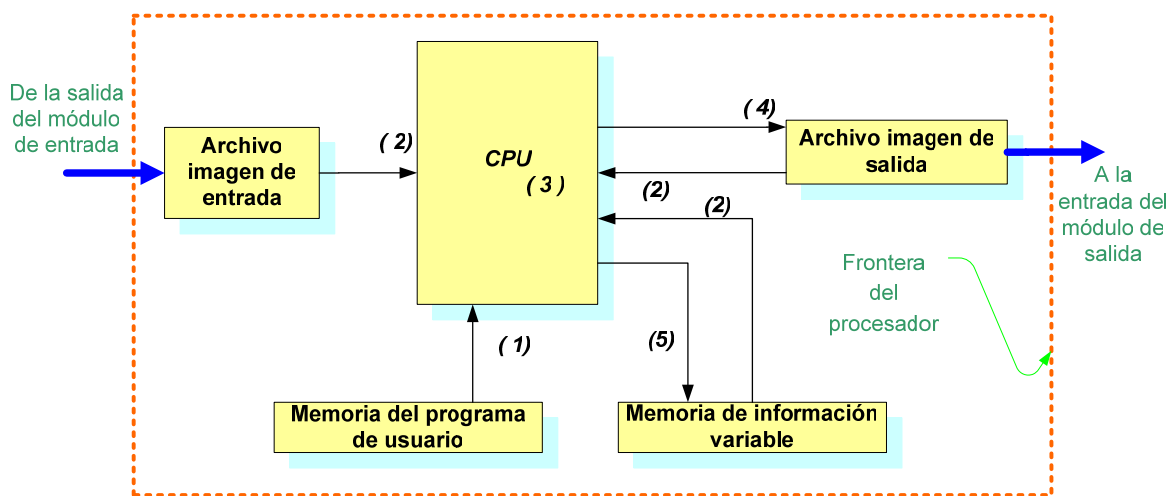 De la salida
del módulo
de entrada
Archivo
imagen de
entrada
( 2)
CPU
( 3 )
( 4)
Archivo imagen de
salida
(2)
(2)
A la
entrada del
módulo de
salida
Frontera
del
procesador
( 1)
(5)
Memoria del programa
de usuario
Memoria de información
variable